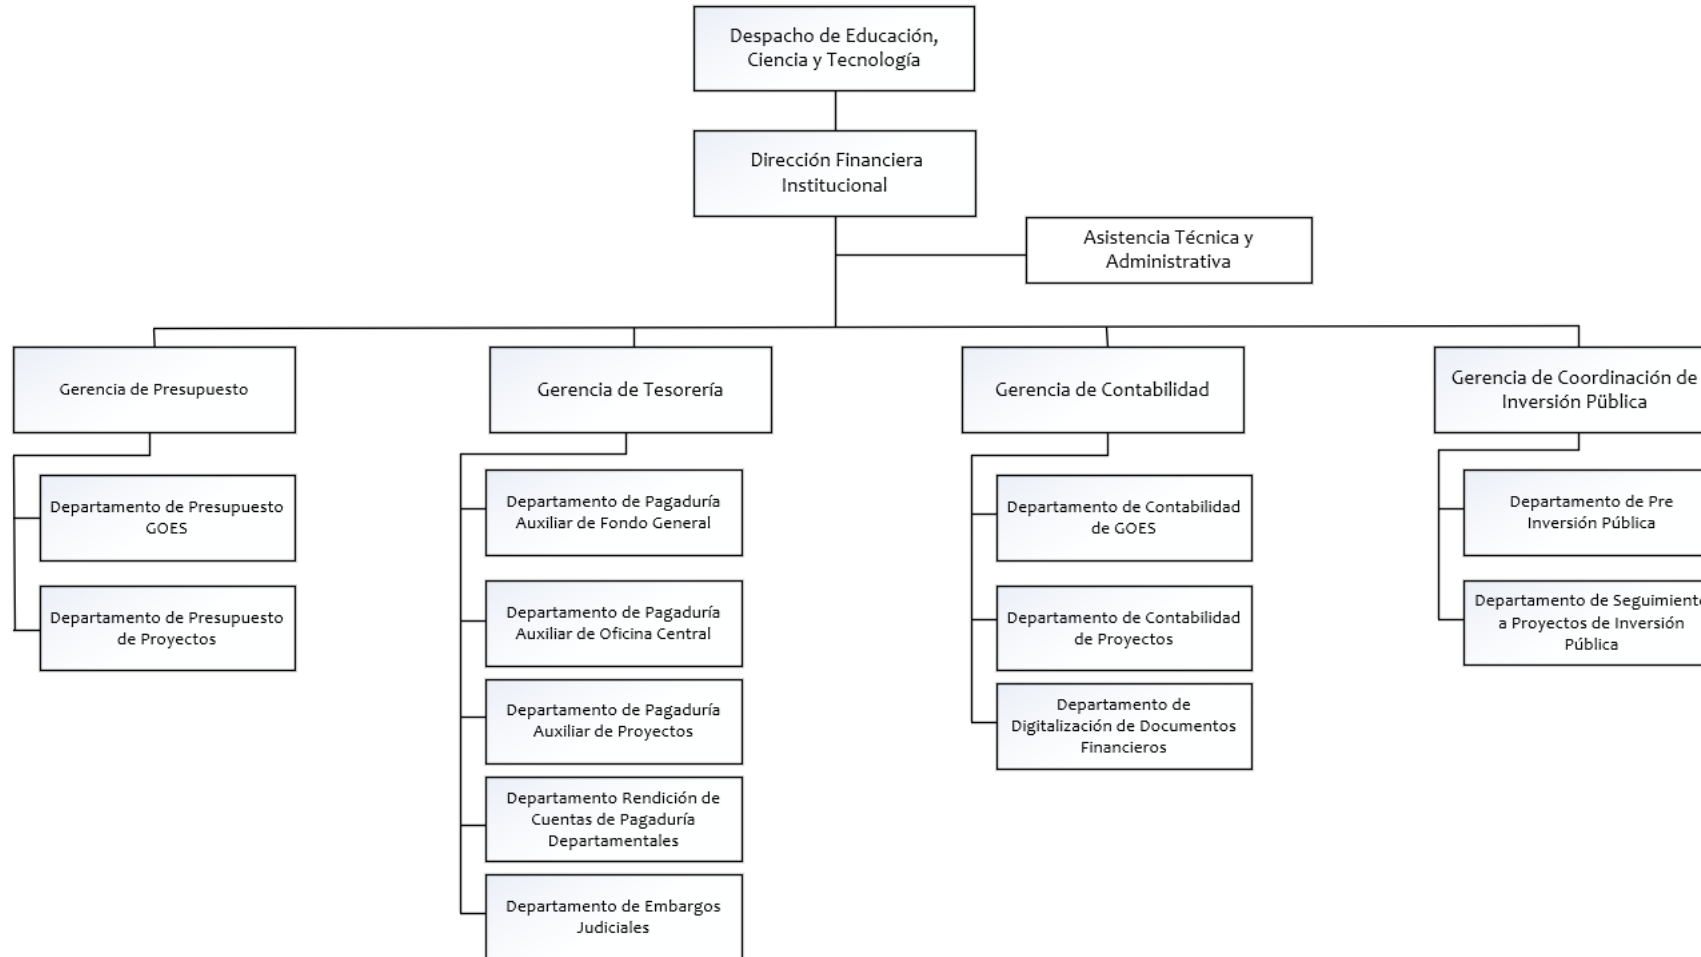 Despacho de Educación,
Ciencia y Tecnología
Dirección Financiera
Institucional
Asistencia Técnica y
Administrativa
Gerencia de Presupuesto
Gerencia de Tesorería
Gerencia de Contabilidad
Gerencia de Coordinación de
Inversión Pública
Departamento de Presupuesto
GOES
Departamento de Presupuesto
de Proyectos
Departamento de Pagaduría
Auxiliar de Fondo General
Departamento de Pagaduría
Auxiliar de Oficina Central
Departamento de Pagaduría
Auxiliar de Proyectos
Departamento Rendición de
Cuentas de Pagaduría
Departamentales
Departamento de Embargos
Judiciales
Departamento de Contabilidad
de GOES
Departamento de Contabilidad
de Proyectos
Departamento de
Digitalización de Documentos
Financieros
Departamento de Pre
Inversión Pública
Departamento de Seguimiento
a Proyectos de Inversión
Pública